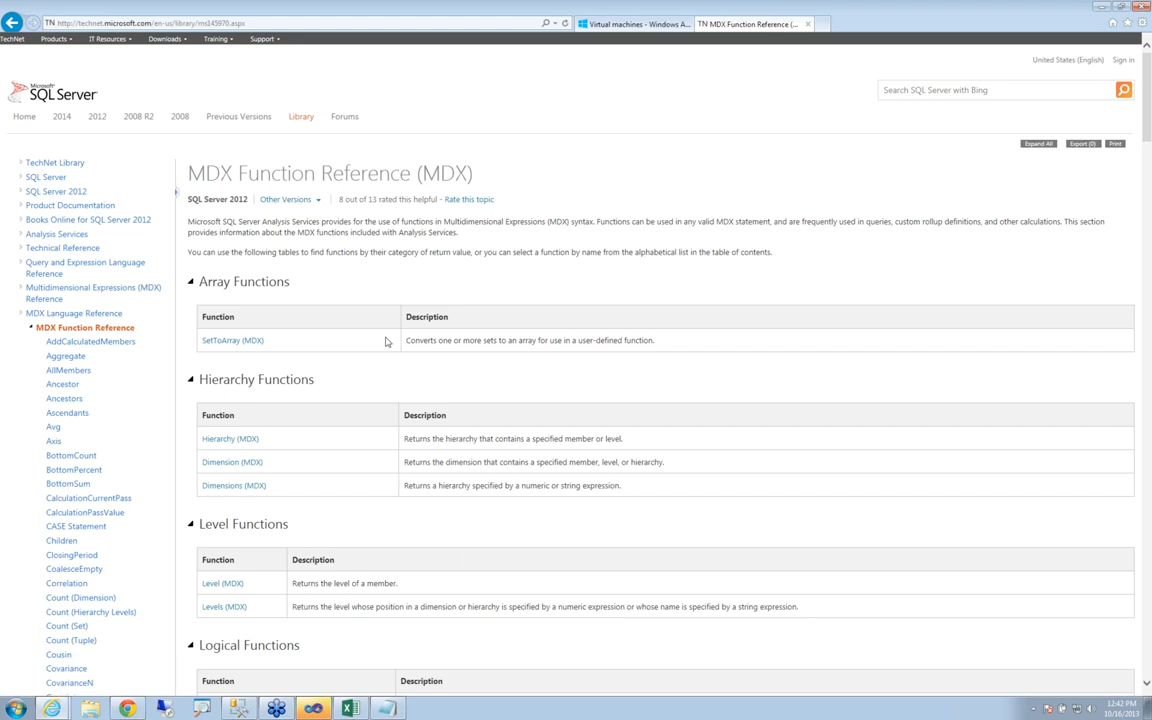 TN http://technet.microsoft.com/en-us/library/ms145970.aspx
Virtual machines - Windows A...
TN MDX Function Reference (...
TechNet Products IT Resources Downloads Training Support
United States (English) Sign in
Microsoft
SQL Server
Search SQL Server with Bing
Home 2014 2012 2008 R2 2008 Previous Versions Library Forums
Expand All Export (0) Print
TechNet Library
SQL Server
SQL Server 2012
Product Documentation
Books Online for SQL Server 2012
Analysis Services
Technical Reference
Query and Expression Language
Reference
Multidimensional Expressions (MDX)
Reference
MDX Language Reference
MDX Function Reference
AddCalculatedMembers
Aggregate
AllMembers
Ancestor
Ancestors
Ascendants
Avg
Axis
BottomCount
BottomPercent
BottomSum
CalculationCurrentPass
CalculationPassValue
CASE Statement
Children
ClosingPeriod
CoalesceEmpty
Correlation
Count (Dimension)
Count (Hierarchy Levels)
Count (Set)
Count (Tuple)
Cousin
Covariance
CovarianceN
MDX Function Reference (MDX)
SQL Server 2012 Other Versions 8 out of 13 rated this helpful - Rate this topic
Microsoft SQL Server Analysis Services provides for the use of functions in Multidimensional Expressions (MDX) syntax. Functions can be used in any valid MDX statement, and are frequently used in queries, custom rollup definitions, and other calculations. This section
provides information about the MDX functions included with Analysis Services.
You can use the following tables to find functions by their category of return value, or you can select a function by name from the alphabetical list in the table of contents.
Array Functions
Function Description
SetToArray (MDX) Converts one or more sets to an array for use in a user-defined function.
Hierarchy Functions
Function Description
Hierarchy (MDX) Returns the hierarchy that contains a specified member or level.
Dimension (MDX) Returns the dimension that contains a specified member, level, or hierarchy.
Dimensions (MDX) Returns a hierarchy specified by a numeric or string expression.
Level Functions
Function Description
Level (MDX) Returns the level of a member.
Levels (MDX) Returns the level whose position in a dimension or hierarchy is specified by a numeric expression or whose name is specified by a string expression.
Logical Functions
Function Description
12:42 PM
10/16/2013